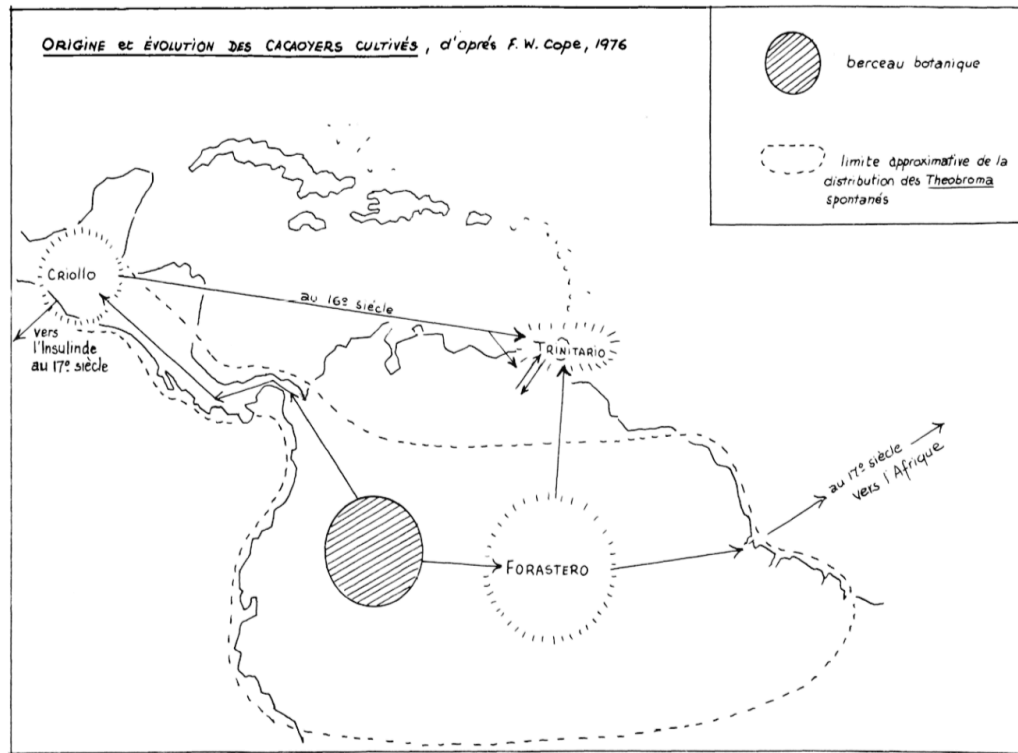 ORIGINE et ÉVOLUTION DES CACAOYERS CULTIVÉS, d'oprés F. W. Cope, 1976
berceau botanique
limite approximative de la
distribution des Theobroma
spontanés
CRIOLLO
au 16e siècle
TRINITARIO
vers
l'Insulinde
au 17e siècle
au 17e siècle
vers l'Afrique
FORASTERO